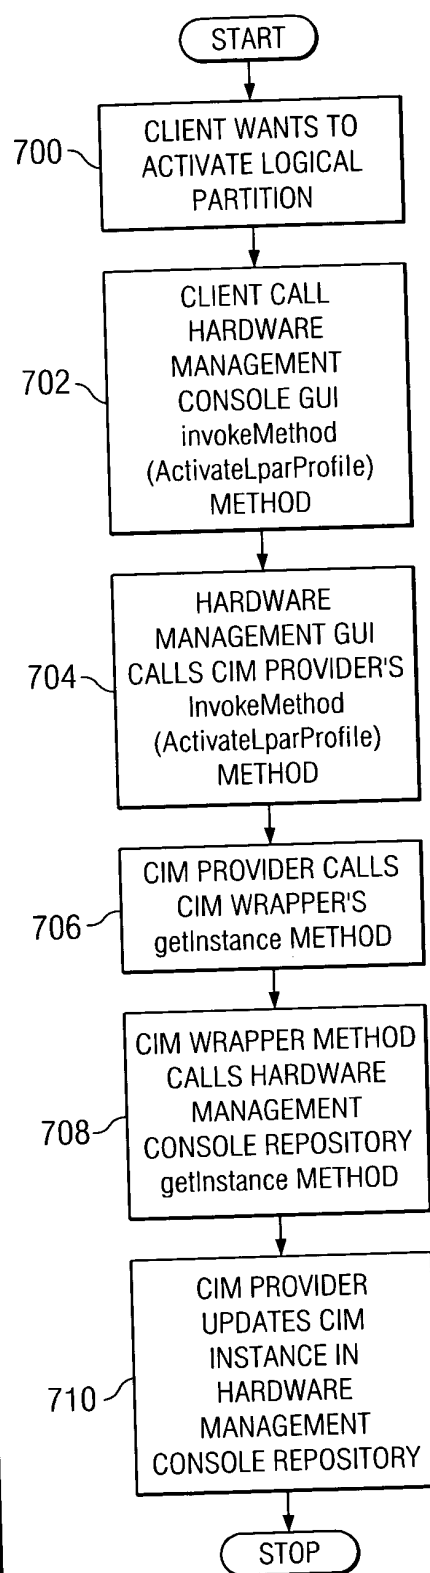 START
700
CLIENT WANTS TO
ACTIVATE LOGICAL
PARTITION
702
CLIENT CALL
HARDWARE
MANAGEMENT
CONSOLE GUI
invokeMethod
(ActivateLparProfile)
METHOD
704
HARDWARE
MANAGEMENT GUI
CALLS CIM PROVIDER'S
InvokeMethod
(ActivateLparProfile)
METHOD
706
CIM PROVIDER CALLS
CIM WRAPPER'S
getInstance METHOD
708
CIM WRAPPER METHOD
CALLS HARDWARE
MANAGEMENT
CONSOLE REPOSITORY
getInstance METHOD
710
CIM PROVIDER
UPDATES CIM
INSTANCE IN
HARDWARE
MANAGEMENT
CONSOLE REPOSITORY
STOP